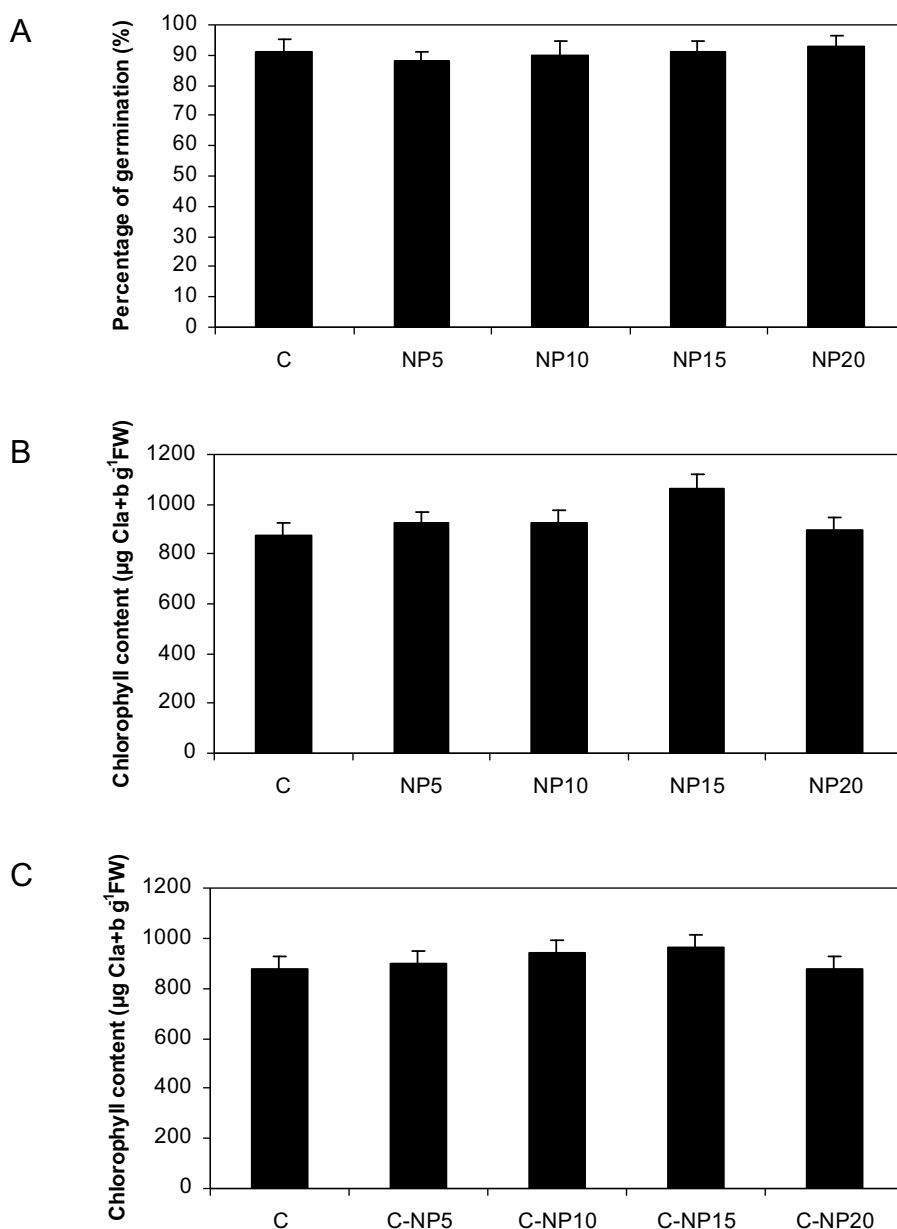 A
Percentage of germination (%)
100
90
80
70
60
50
40
30
20
10
0
C NP5 NP10 NP15 NP20
B
Chlorophyll content (µg Cla+b g-1FW)
1200
1000
800
600
400
200
0
C NP5 NP10 NP15 NP20
C
Chlorophyll content (µg Cla+b g-1FW)
1200
1000
800
600
400
200
0
C C-NP5 C-NP10 C-NP15 C-NP20